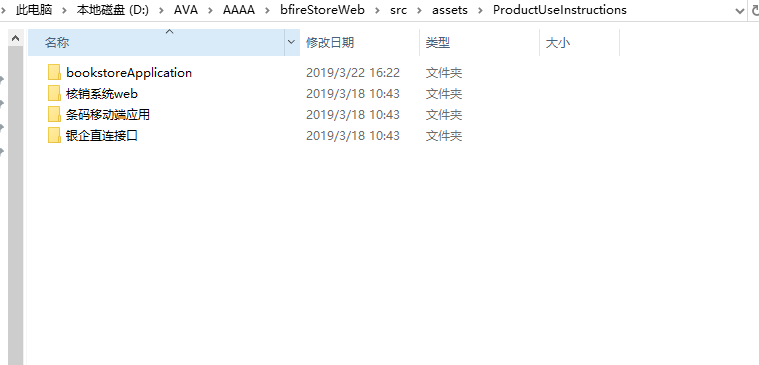 此电脑 > 本地磁盘 (D:) > AVA > AAAA > bfireStoreWeb > src > assets > ProductUseInstructions
名称 修改日期 类型 大小
bookstoreApplication 2019/3/22 16:22 文件夹
核销系统web 2019/3/18 10:43 文件夹
条码移动端应用 2019/3/18 10:43 文件夹
银企直连接口 2019/3/18 10:43 文件夹